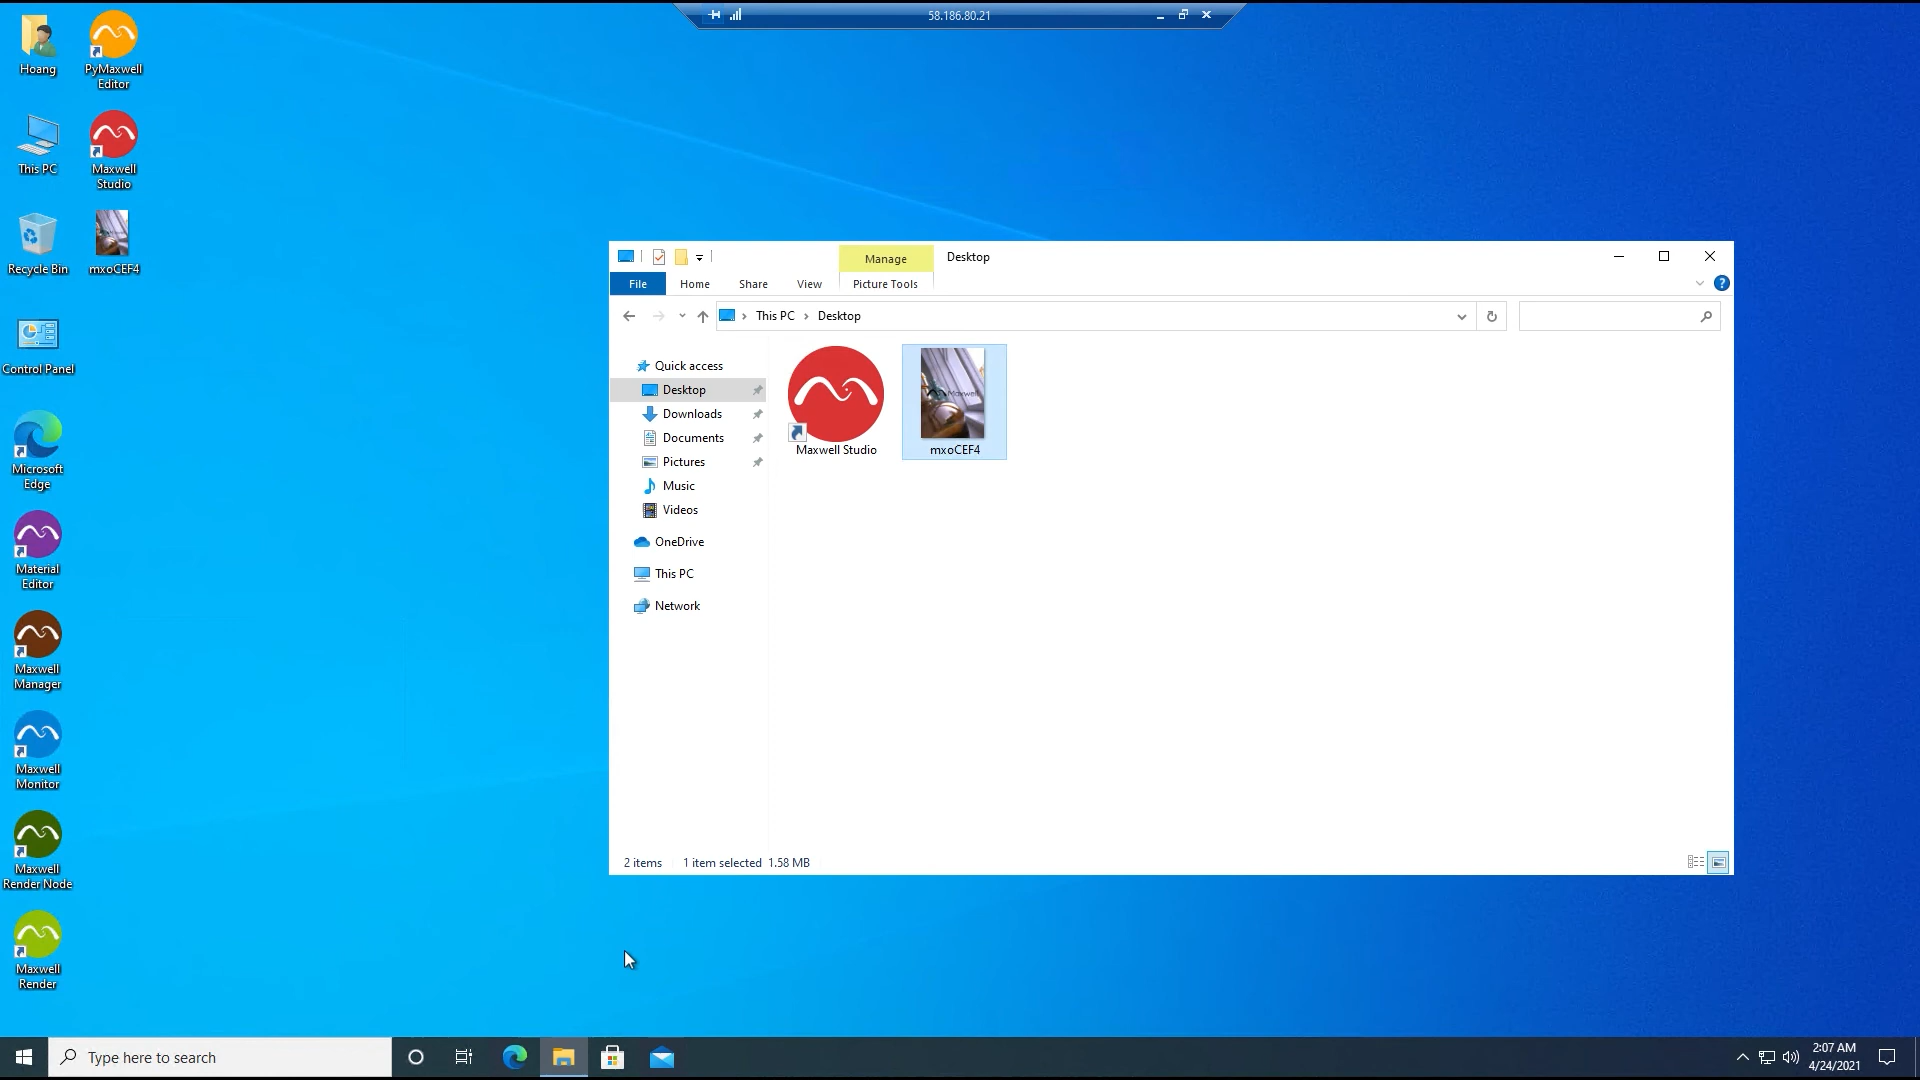 58.186.80.21
Hoang
PyMaxwell
Editor
This PC
Maxwell
Studio
Recycle Bin
mxoCEF4
Control Panel
Microsoft
Edge
Material
Editor
Maxwell
Manager
Maxwell
Monitor
Maxwell
Render Node
Maxwell
Render
Manage
Desktop
File
Home
Share
View
Picture Tools
This PC
Desktop
Quick access
Desktop
Downloads
Documents
Pictures
Music
Videos
OneDrive
This PC
Network
Maxwell
Maxwell Studio
mxoCEF4
2 items
1 item selected 1.58 MB
Type here to search
2:07 AM
4/24/2021